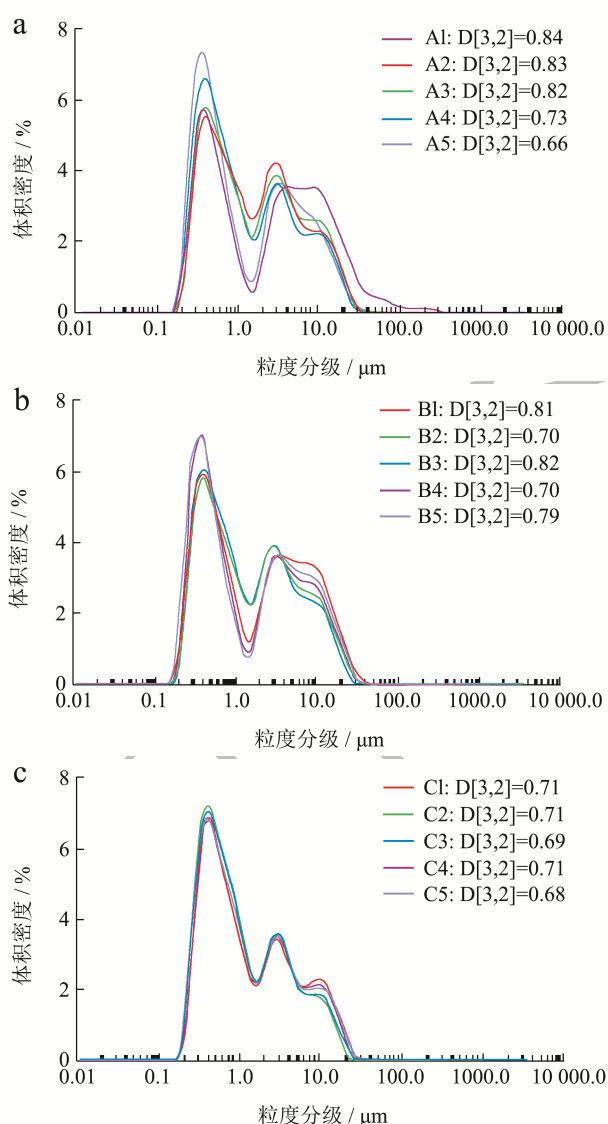 a
8
6
4
2
0
体积密度 / %
A1: D[3,2]=0.84
A2: D[3,2]=0.83
A3: D[3,2]=0.82
A4: D[3,2]=0.73
A5: D[3,2]=0.66
0.01 0.1 1.0 10.0 100.0 1000.0 10 000.0
粒度分级 / μm
b
8
6
4
2
0
体积密度 / %
B1: D[3,2]=0.81
B2: D[3,2]=0.70
B3: D[3,2]=0.82
B4: D[3,2]=0.70
B5: D[3,2]=0.79
0.01 0.1 1.0 10.0 100.0 1000.0 10 000.0
粒度分级 / μm
c
8
6
4
2
0
体积密度 / %
C1: D[3,2]=0.71
C2: D[3,2]=0.71
C3: D[3,2]=0.69
C4: D[3,2]=0.71
C5: D[3,2]=0.68
0.01 0.1 1.0 10.0 100.0 1000.0 10 000.0
粒度分级 / μm